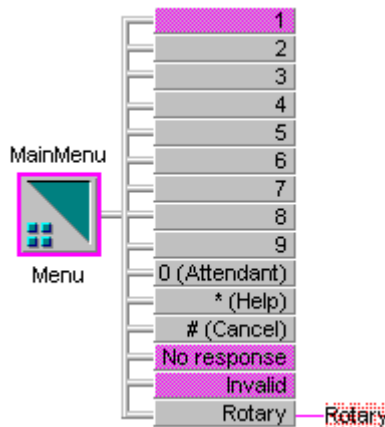 1
2
3
4
5
6
7
8
9
0 (Attendant)
* (Help)
# (Cancel)
No response
Invalid
Rotary
Rotary
MainMenu
Menu